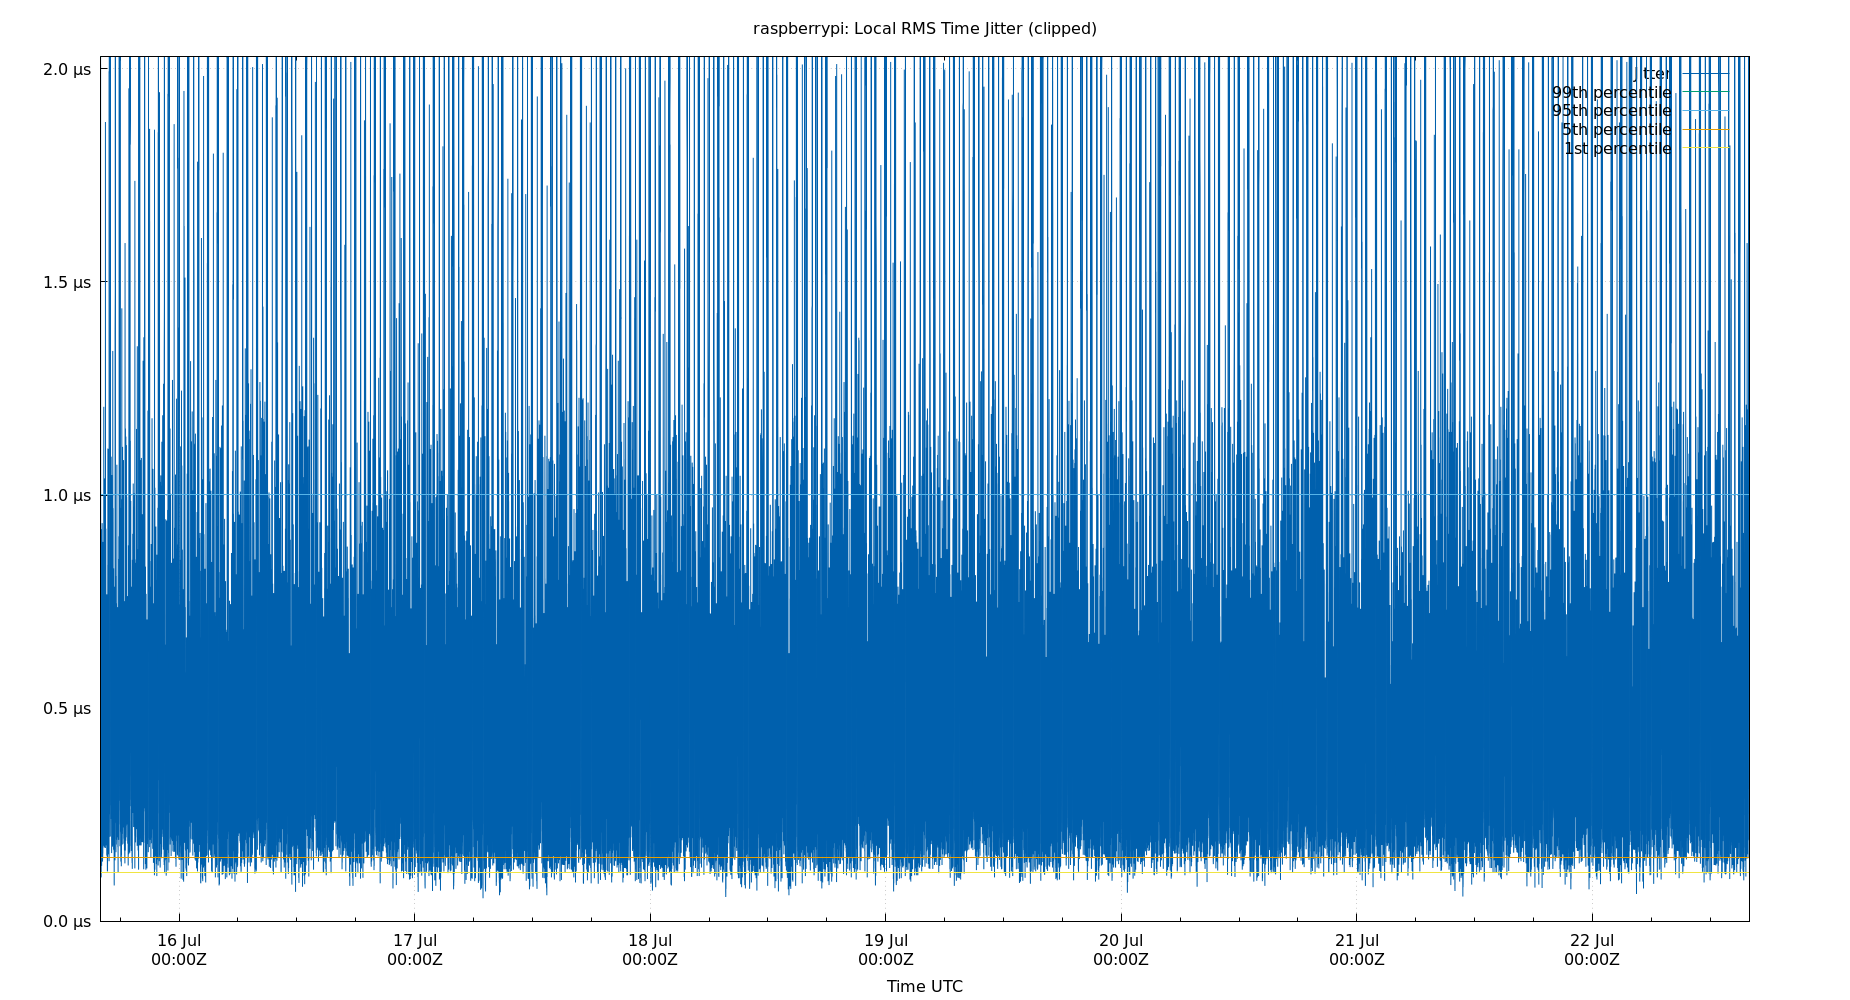 raspberrypi: Local RMS Time Jitter (clipped)
2.0 µs
1.5 µs
1.0 µs
0.5 µs
0.0 µs
Jitter
99th percentile
95th percentile
5th percentile
1st percentile
16 Jul
00:00Z
17 Jul
00:00Z
18 Jul
00:00Z
19 Jul
00:00Z
20 Jul
00:00Z
21 Jul
00:00Z
22 Jul
00:00Z
Time UTC